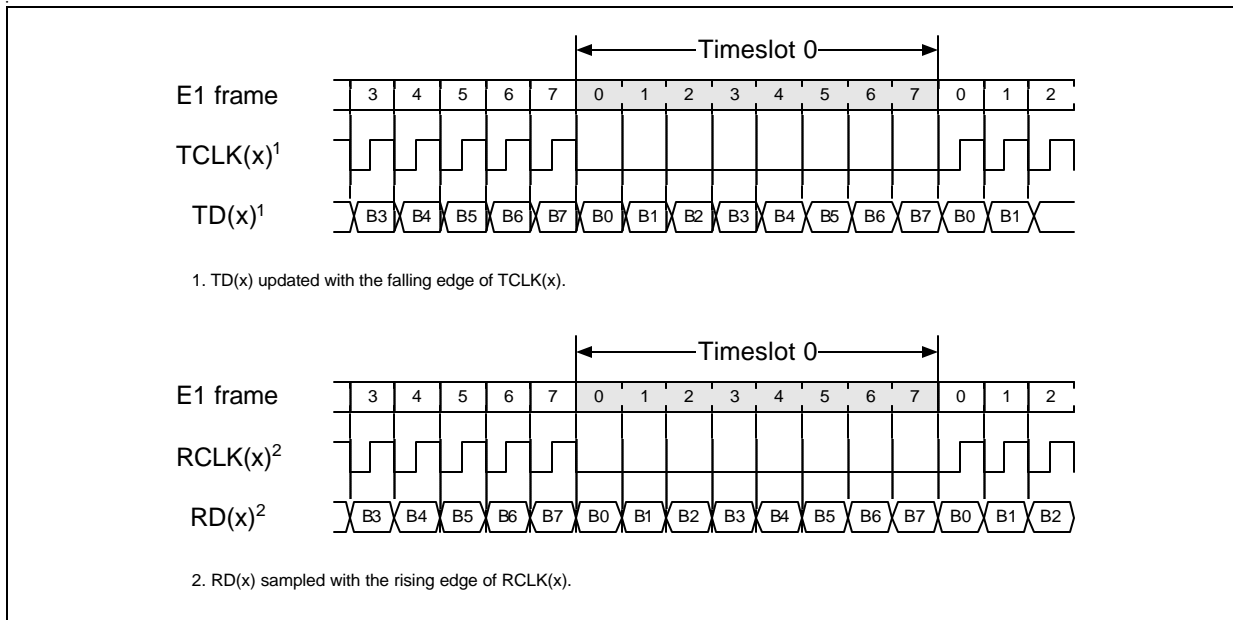 Timeslot 0
E1 frame 3 4 5 6 7 0 1 2 3 4 5 6 7 0 1 2
TCLK(x)1
TD(x)1 B3 B4 B5 B6 B7 B0 B1 B2 B3 B4 B5 B6 B7 B0 B1
1. TD(x) updated with the falling edge of TCLK(x).
Timeslot 0
E1 frame 3 4 5 6 7 0 1 2 3 4 5 6 7 0 1 2
RCLK(x)2
RD(x)2 B3 B4 B5 B6 B7 B0 B1 B2 B3 B4 B5 B6 B7 B0 B1 B2
2. RD(x) sampled with the rising edge of RCLK(x).